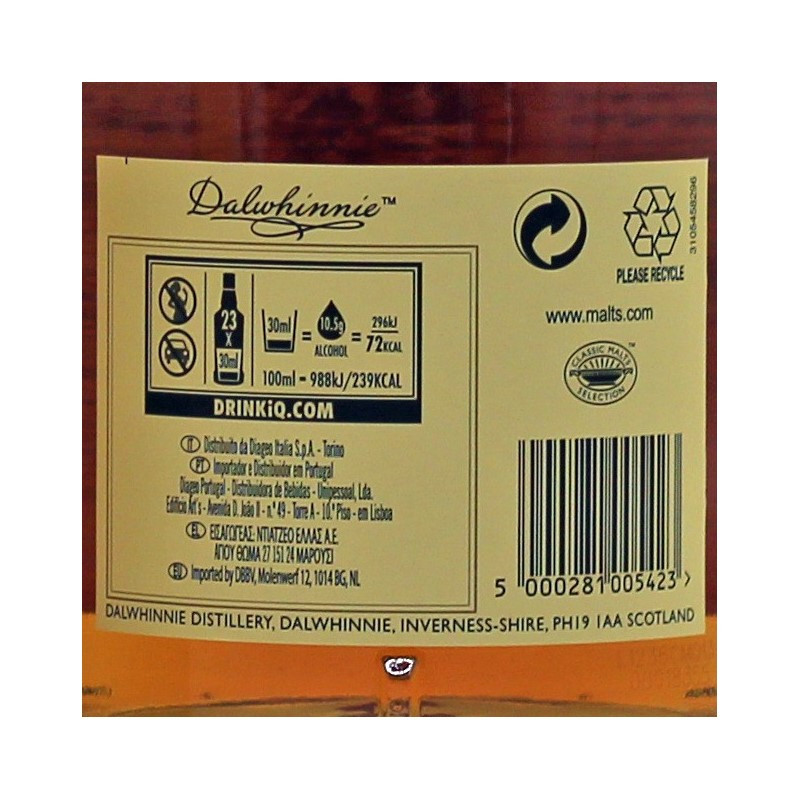 Dalwhinnie™
PLEASE RECYCLE
3105458296
www.malts.com
CLASSIC MALTS
SELECTION
™
23
X
30ml
30ml = 10.5g ALCOHOL = 296kJ
72KCAL
100ml = 988kJ/239KCAL
DRINKiQ.COM
IT Distribuito da Diageo Italia S.p.A. - Torino
PT Importador e Distribuidor em Portugal
Diageo Portugal - Distribuidora de Bebidas - Unipessoal, Lda.
Edifício Art's - Avenida D. João II - n.º 49 - Torre A - 10.º Piso - em Lisboa
EL ΕΙΣΑΓΩΓΕΑΣ: ΝΤΙΑΤΖΕΟ ΕΛΛΑΣ Α.Ε.
ΑΓΙΟΥ ΘΩΜΑ 27 151 24 ΜΑΡΟΥΣΙ
EU Imported by DBBV, Molenwerf 12, 1014 BG, NL
5 000281 005423 >
DALWHINNIE DISTILLERY, DALWHINNIE, INVERNESS-SHIRE, PH19 1AA SCOTLAND